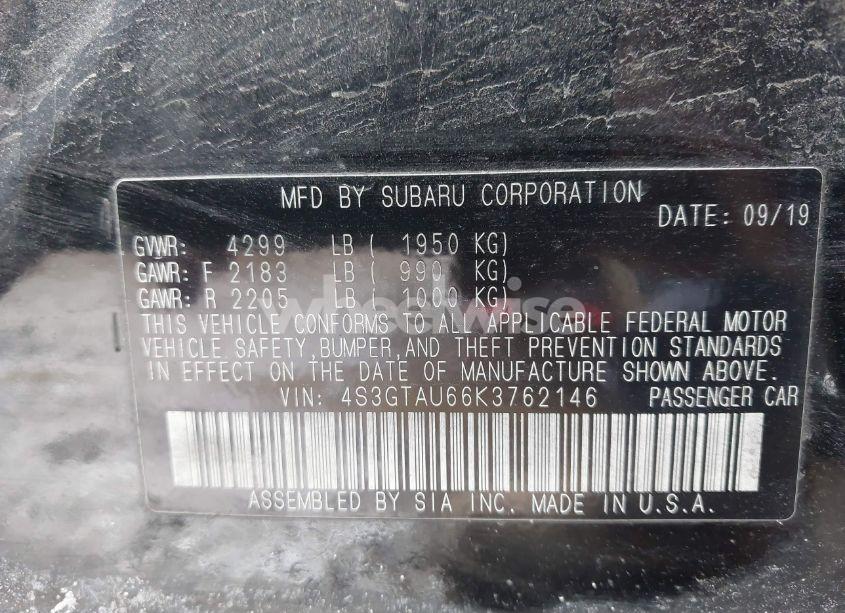 MFD BY SUBARU CORPORATION
DATE: 09/19
GVWR: 4299 LB ( 1950 KG)
GAWR: F 2183 LB ( 990 KG)
GAWR: R 2205 LB ( 1000 KG)
wheelwise
THIS VEHICLE CONFORMS TO ALL APPLICABLE FEDERAL MOTOR
VEHICLE SAFETY, BUMPER, AND THEFT PREVENTION STANDARDS
IN EFFECT ON THE DATE OF MANUFACTURE SHOWN ABOVE.
VIN: 4S3GTAU66K3762146 PASSENGER CAR
ASSEMBLED BY SIA INC. MADE IN U.S.A.